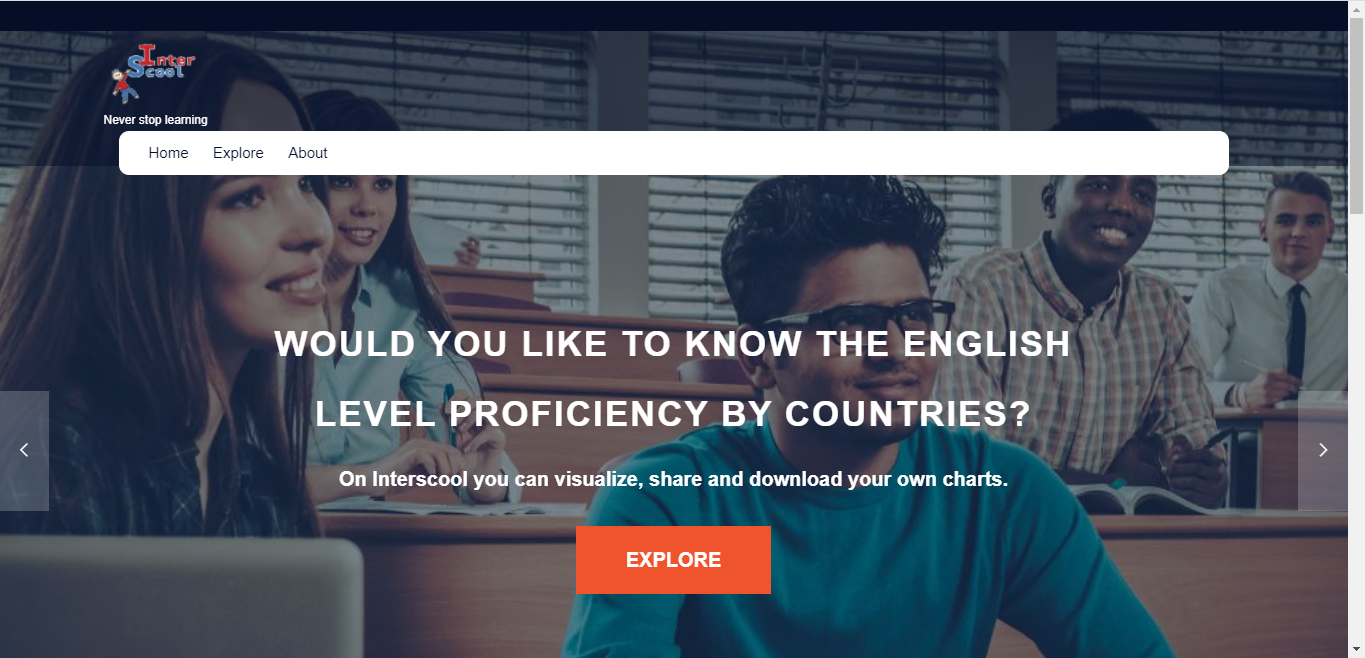 Inter
Scool
Never stop learning
Home Explore About
WOULD YOU LIKE TO KNOW THE ENGLISH
LEVEL PROFICIENCY BY COUNTRIES?
On Interscool you can visualize, share and download your own charts.
EXPLORE